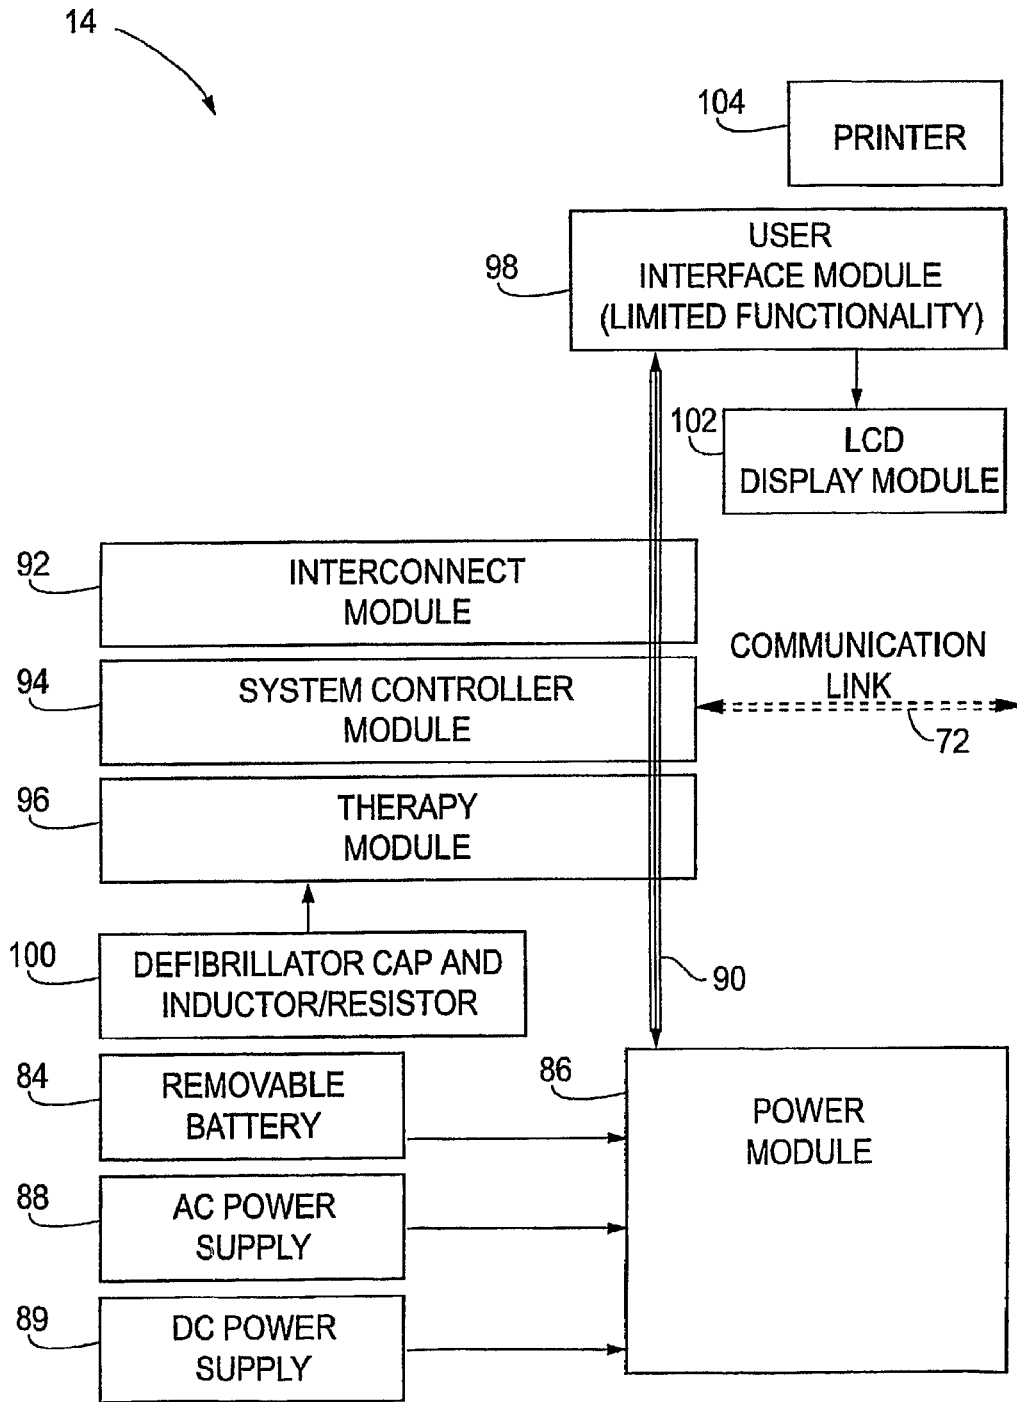 14
104
PRINTER
98
USER
INTERFACE MODULE
(LIMITED FUNCTIONALITY)
102
LCD
DISPLAY MODULE
92
INTERCONNECT
MODULE
94
SYSTEM CONTROLLER
MODULE
COMMUNICATION
LINK
72
96
THERAPY
MODULE
100
DEFIBRILLATOR CAP AND
INDUCTOR/RESISTOR
90
84
REMOVABLE
BATTERY
86
POWER
MODULE
88
AC POWER
SUPPLY
89
DC POWER
SUPPLY